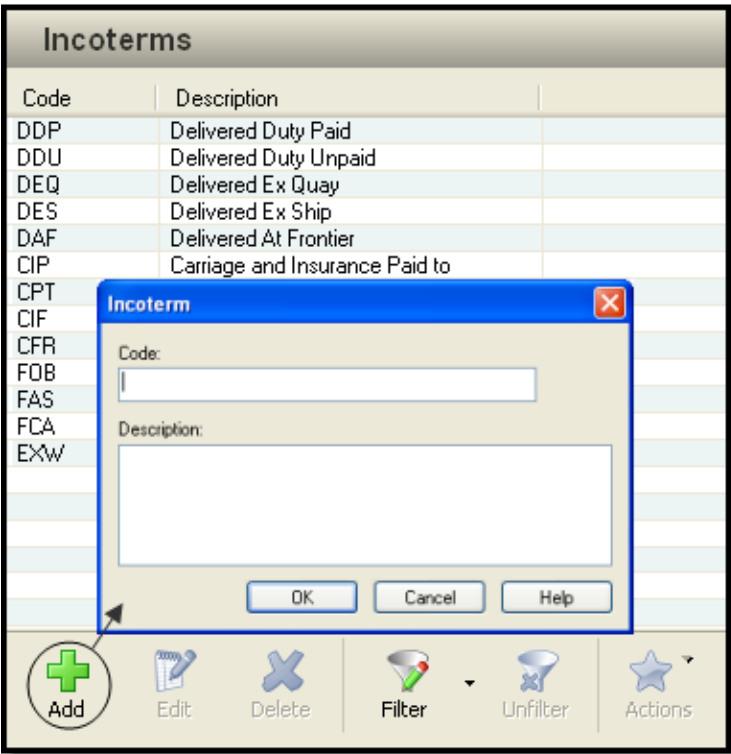 Incoterms
Code Description
DDP Delivered Duty Paid
DDU Delivered Duty Unpaid
DEQ Delivered Ex Quay
DES Delivered Ex Ship
DAF Delivered At Frontier
CIP Carriage and Insurance Paid to
CPT
CIF
CFR
FOB
FAS
FCA
EXW
Incoterm
Code:
Description:
OK Cancel Help
Add Edit Delete Filter Unfilter Actions